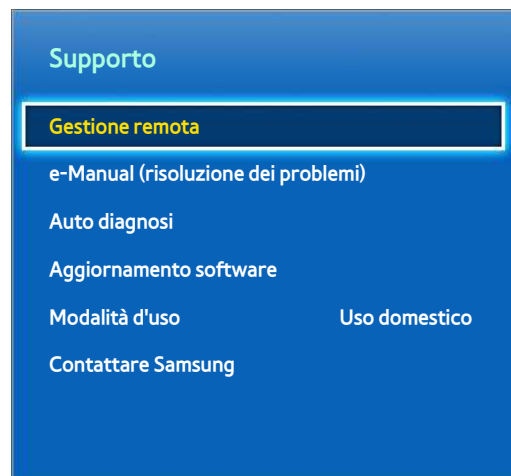 Supporto
Gestione remota
e-Manual (risoluzione dei problemi)
Auto diagnosi
Aggiornamento software
Modalità d'uso Uso domestico
Contattare Samsung